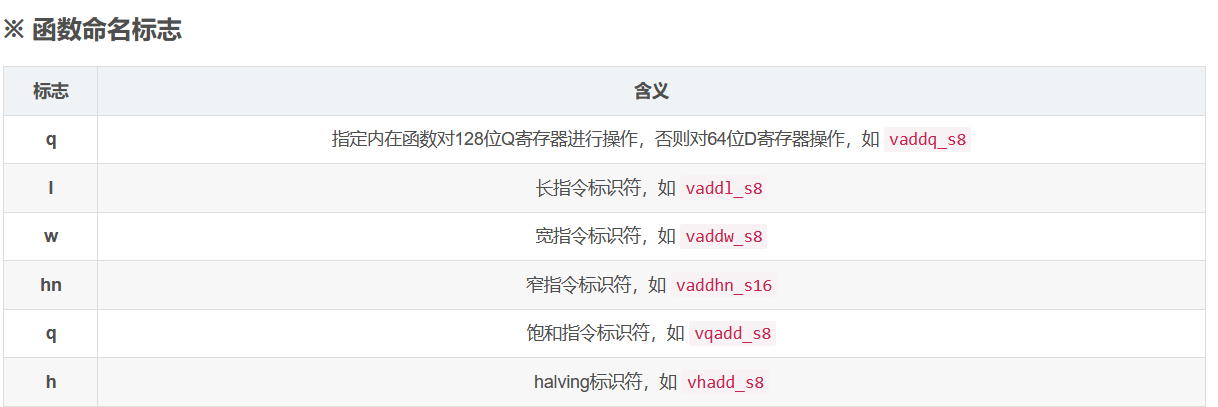 ※ 函数命名标志
标志 含义
q 指定内在函数对128位Q寄存器进行操作，否则对64位D寄存器操作，如 vaddq_s8
l 长指令标识符，如 vaddl_s8
w 宽指令标识符，如 vaddw_s8
hn 窄指令标识符，如 vaddhn_s16
q 饱和指令标识符，如 vqadd_s8
h halving标识符，如 vhadd_s8